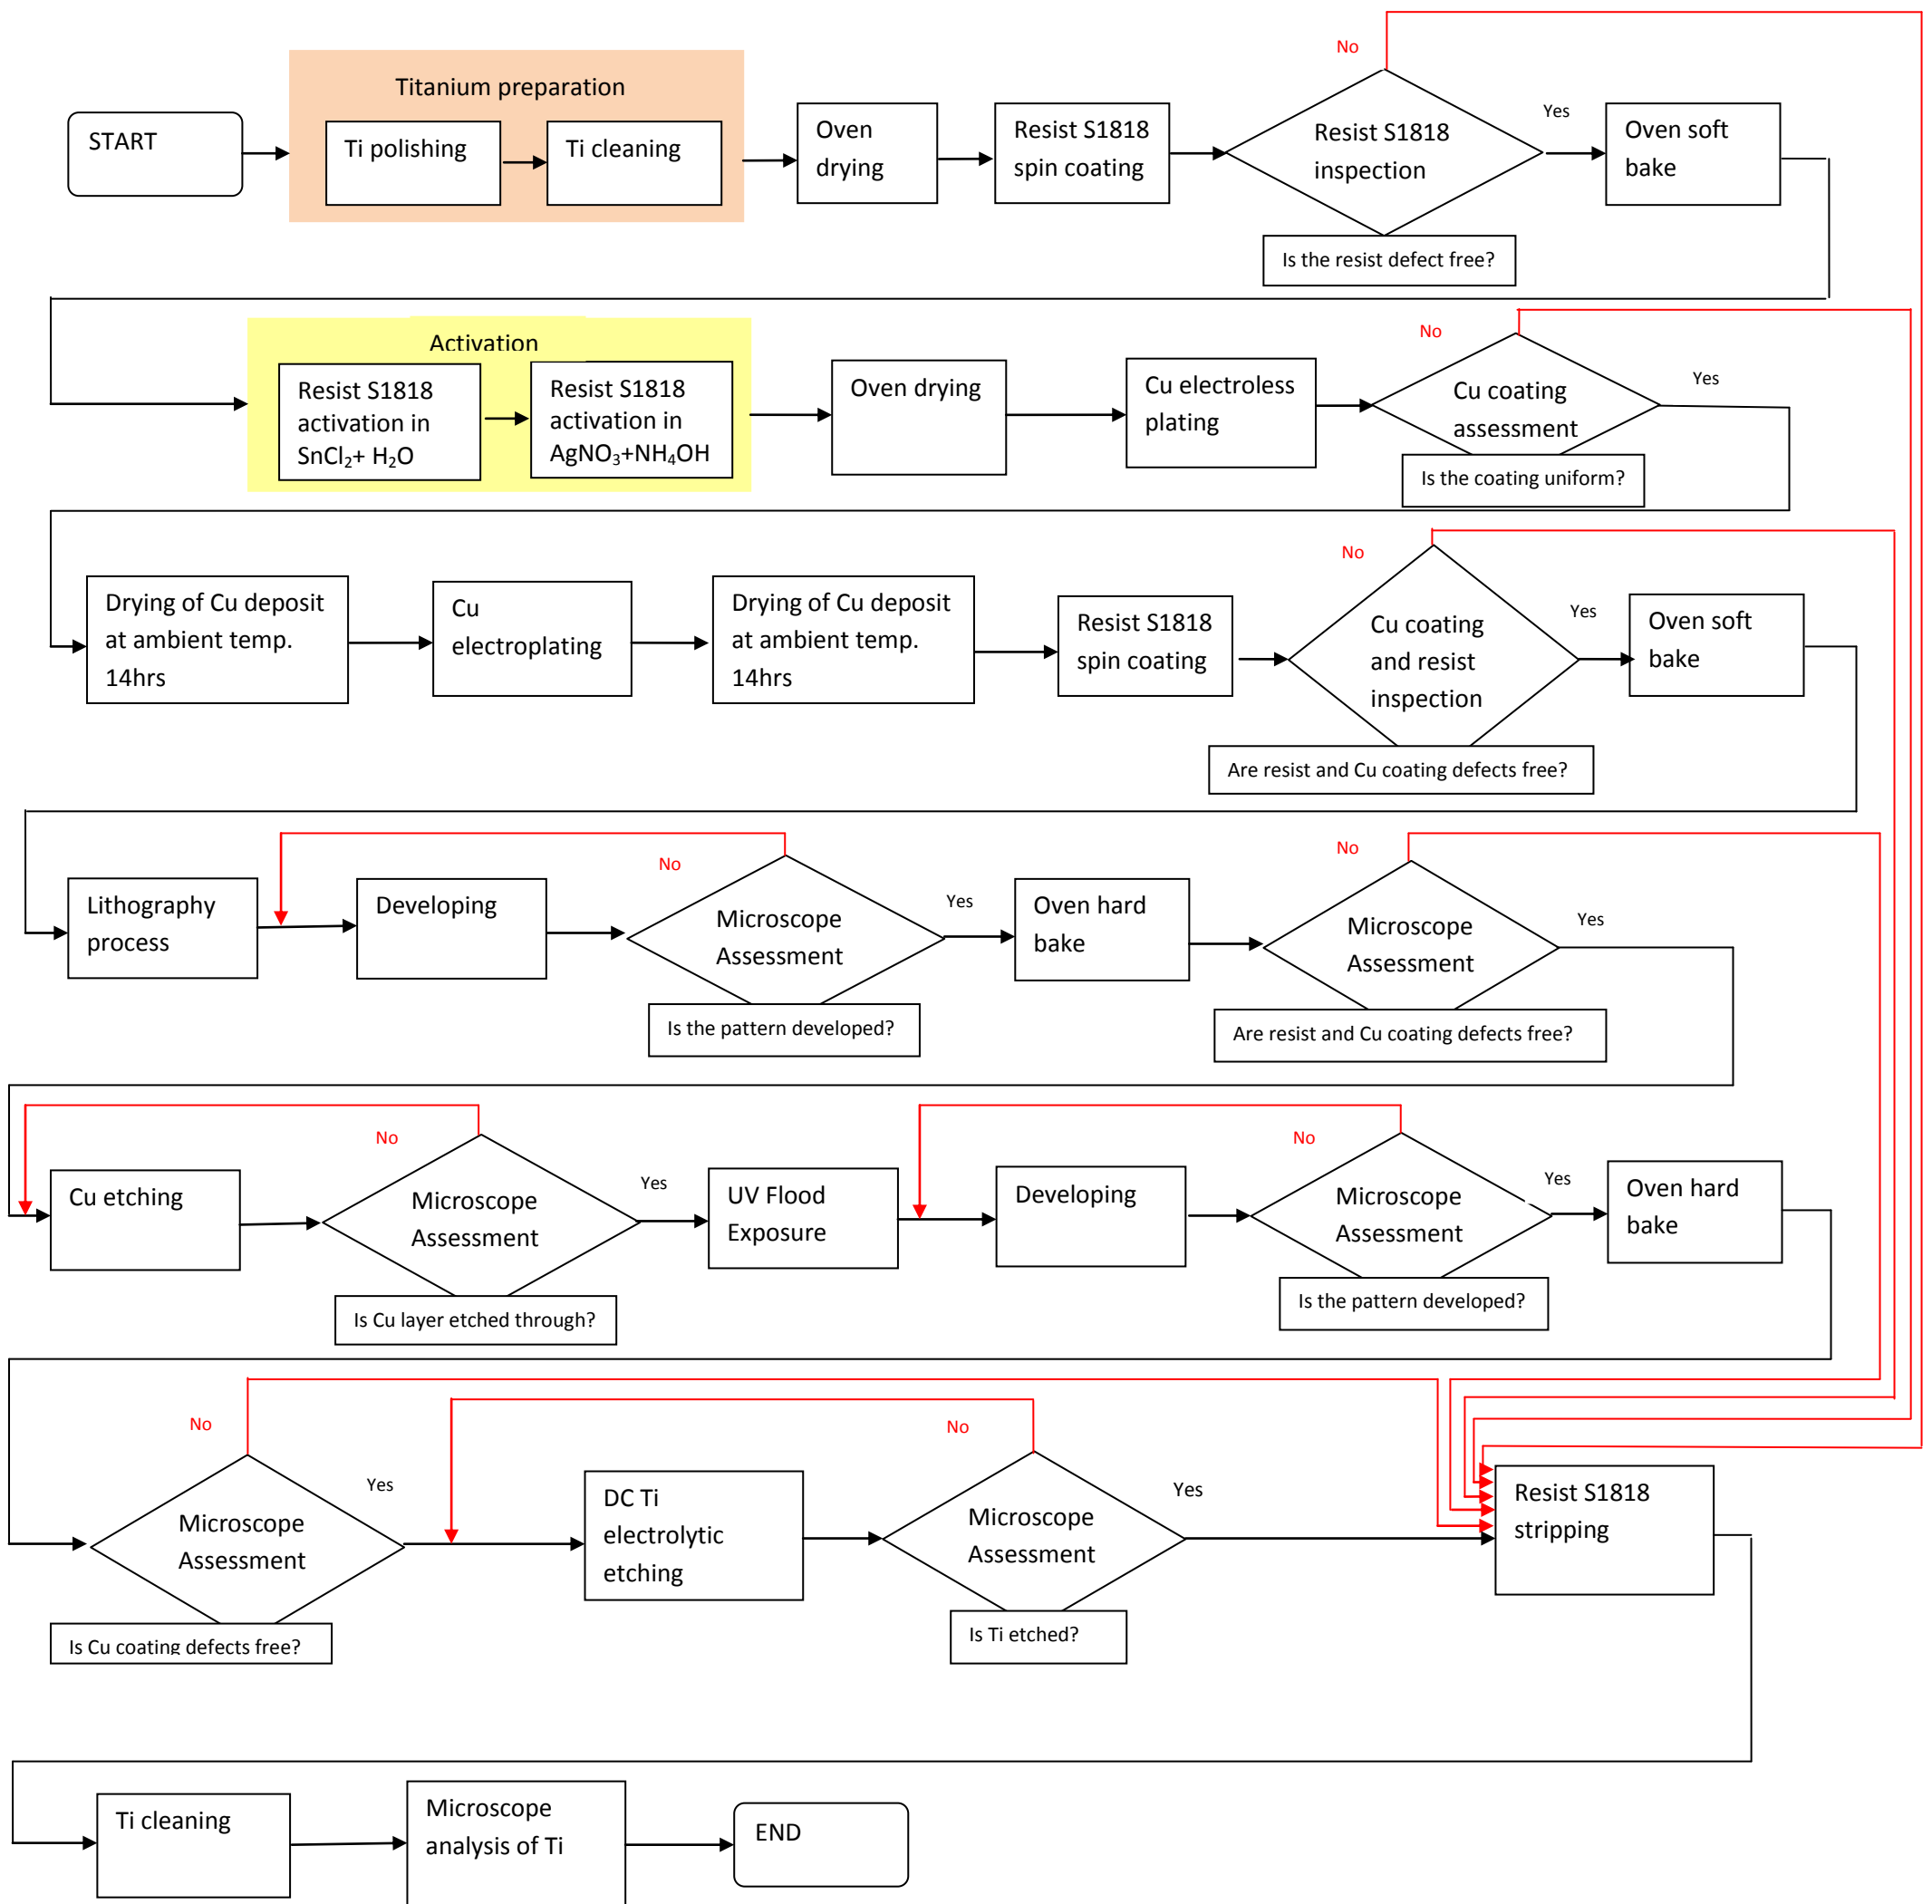 No
Titanium preparation
START
Ti polishing
Ti cleaning
Oven
drying
Resist S1818
spin coating
Resist S1818
inspection
Yes
Oven soft
bake
Is the resist defect free?
Activation
Resist S1818
activation in
SnCl₂+ H₂O
Resist S1818
activation in
AgNO₃+NH₄OH
Oven drying
Cu electroless
plating
No
Cu coating
assessment
Yes
Is the coating uniform?
Drying of Cu deposit
at ambient temp.
14hrs
Cu
electroplating
Drying of Cu deposit
at ambient temp.
14hrs
Resist S1818
spin coating
No
Cu coating
and resist
inspection
Yes
Oven soft
bake
Are resist and Cu coating defects free?
Lithography
process
Developing
No
Microscope
Assessment
Yes
Is the pattern developed?
Oven hard
bake
No
Microscope
Assessment
Yes
Are resist and Cu coating defects free?
Cu etching
No
Microscope
Assessment
Yes
Is Cu layer etched through?
UV Flood
Exposure
Developing
No
Microscope
Assessment
Yes
Is the pattern developed?
Oven hard
bake
No
Microscope
Assessment
Yes
Is Cu coating defects free?
DC Ti
electrolytic
etching
No
Microscope
Assessment
Yes
Is Ti etched?
Resist S1818
stripping
Ti cleaning
Microscope
analysis of Ti
END